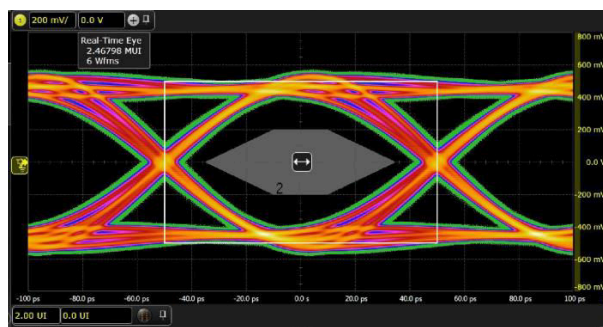 1 200 mV/ 0.0 V
Real-Time Eye
2.46798 MUI
6 Wfms
800 mV
600 mV
400 mV
200 mV
0.0 V
-200 mV
-400 mV
-600 mV
-800 mV
2
-100 ps -80.0 ps -60.0 ps -40.0 ps -20.0 ps 0.0 s 20.0 ps 40.0 ps 60.0 ps 80.0 ps 100 ps
2.00 UI 0.0 UI